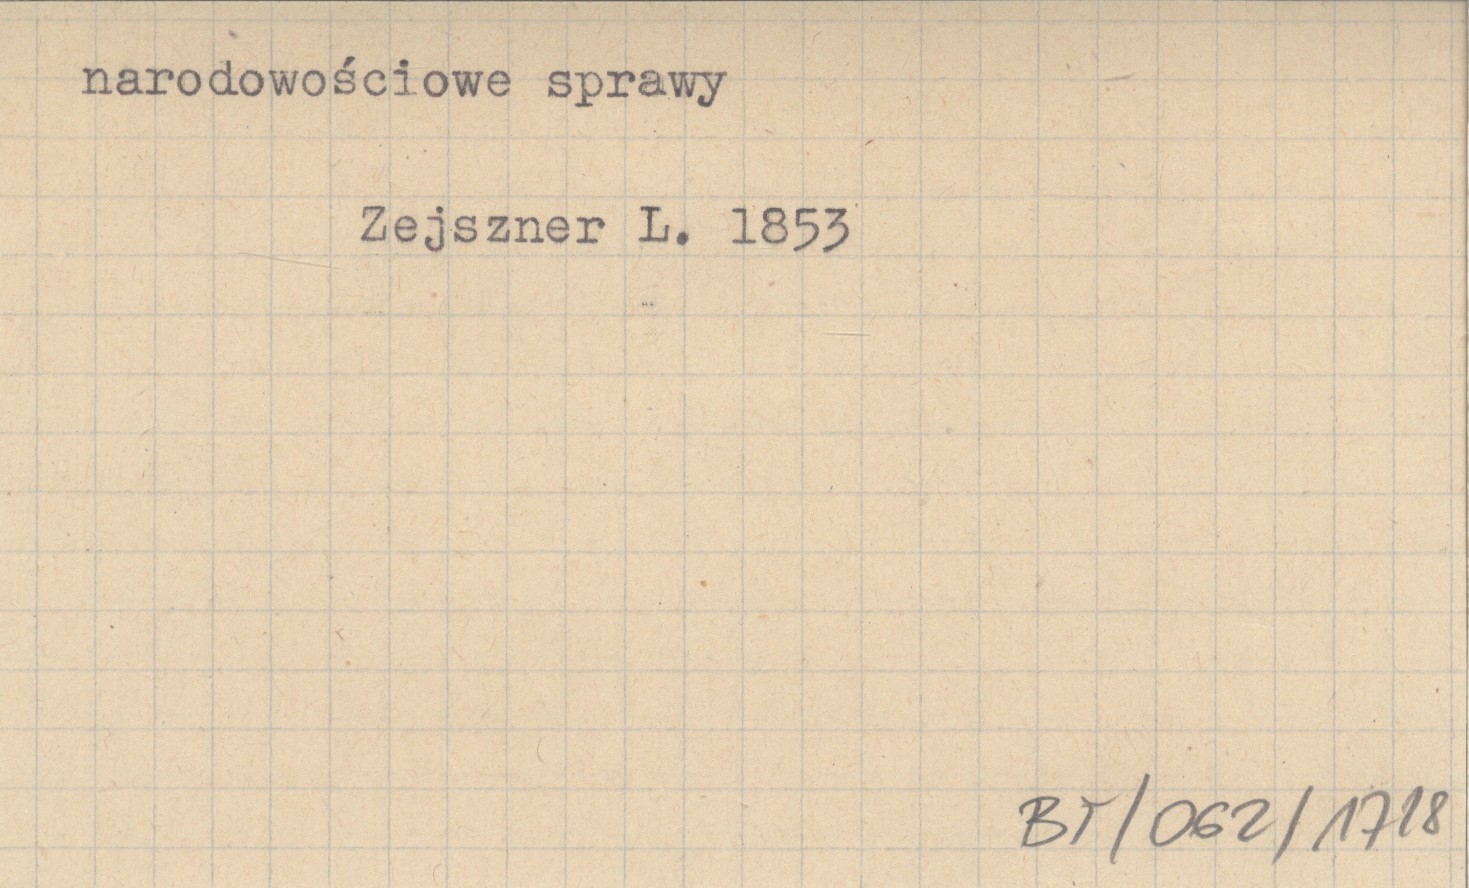 narodowościowe sprawy
Zejszner L. 1853
BT/062/1718